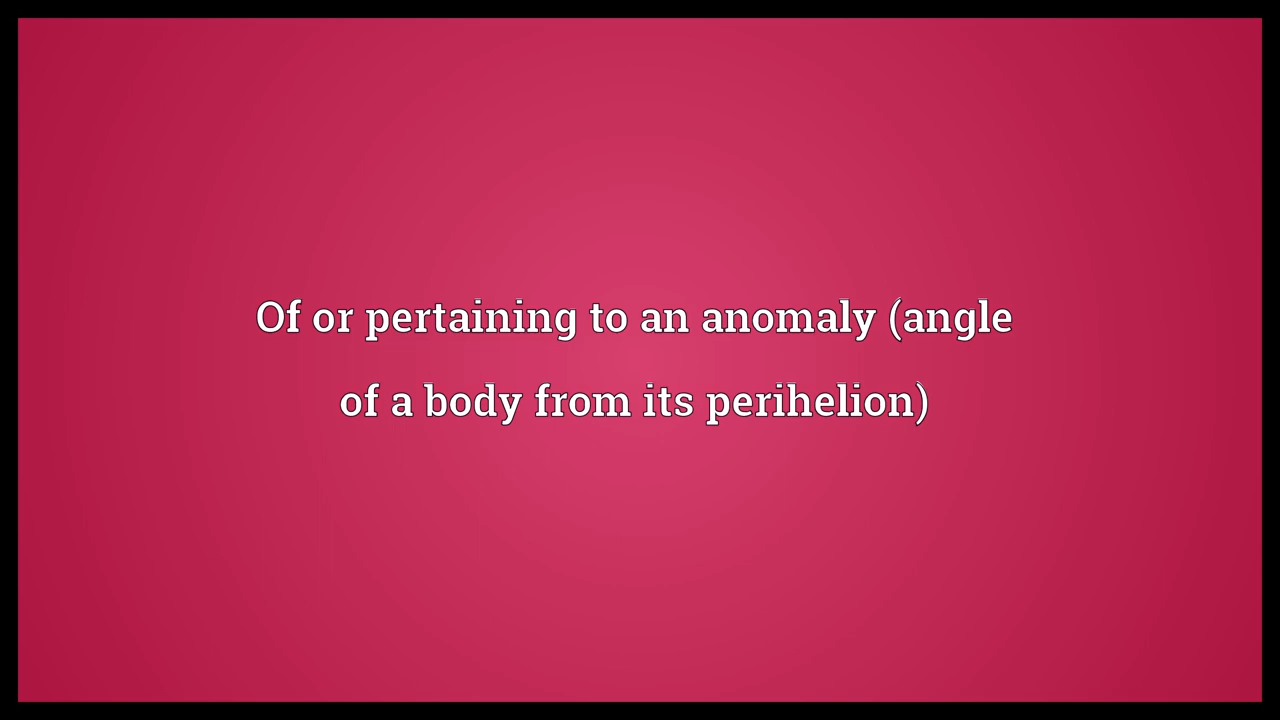 Of or pertaining to an anomaly (angle
of a body from its perihelion)